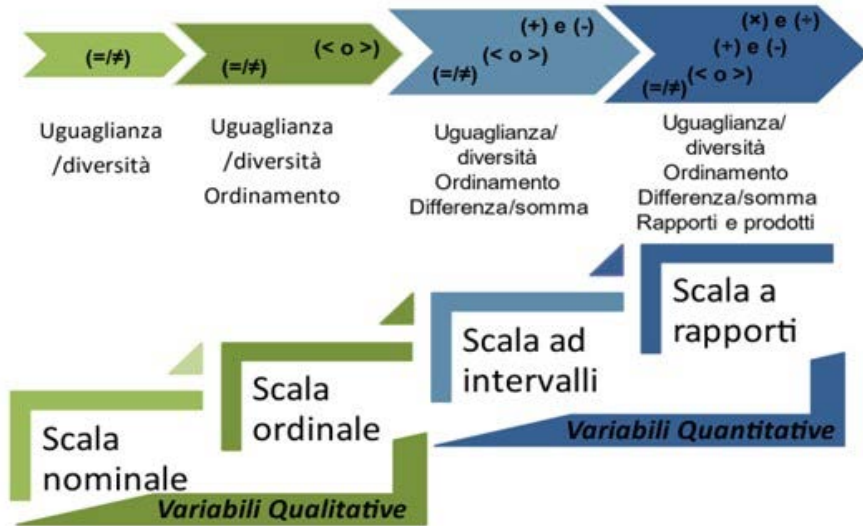 (=/≠)
(=/≠)
(< o >)
(=/≠)
(< o >)
(+) e (-)
(=/≠)
(< o >)
(+) e (-)
(×) e (÷)
Uguaglianza
/diversità
Uguaglianza
/diversità
Ordinamento
Uguaglianza/
diversità
Ordinamento
Differenza/somma
Uguaglianza/
diversità
Ordinamento
Differenza/somma
Rapporti e prodotti
Scala
nominale
Scala
ordinale
Scala ad
intervalli
Scala a
rapporti
Variabili Qualitative
Variabili Quantitative